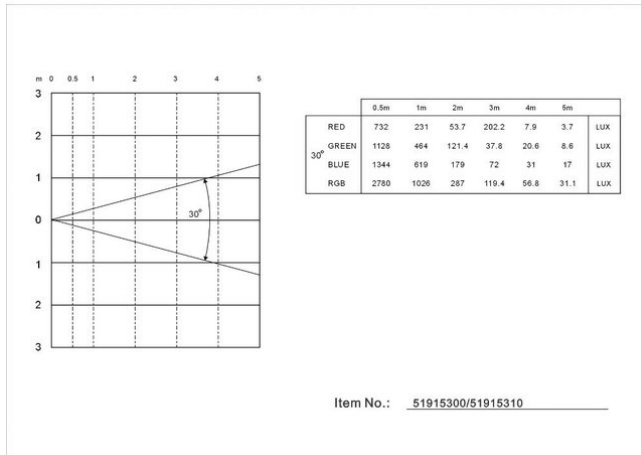 m 0 0.5 1 2 3 4 5
3
2
1
0
1
2
3
30°
0.5m 1m 2m 3m 4m 5m
RED 732 231 53.7 202.2 7.9 3.7 LUX
30° GREEN 1128 464 121.4 37.8 20.6 8.6 LUX
BLUE 1344 619 179 72 31 17 LUX
RGB 2780 1026 287 119.4 56.8 31.1 LUX
Item No.: 51915300/51915310